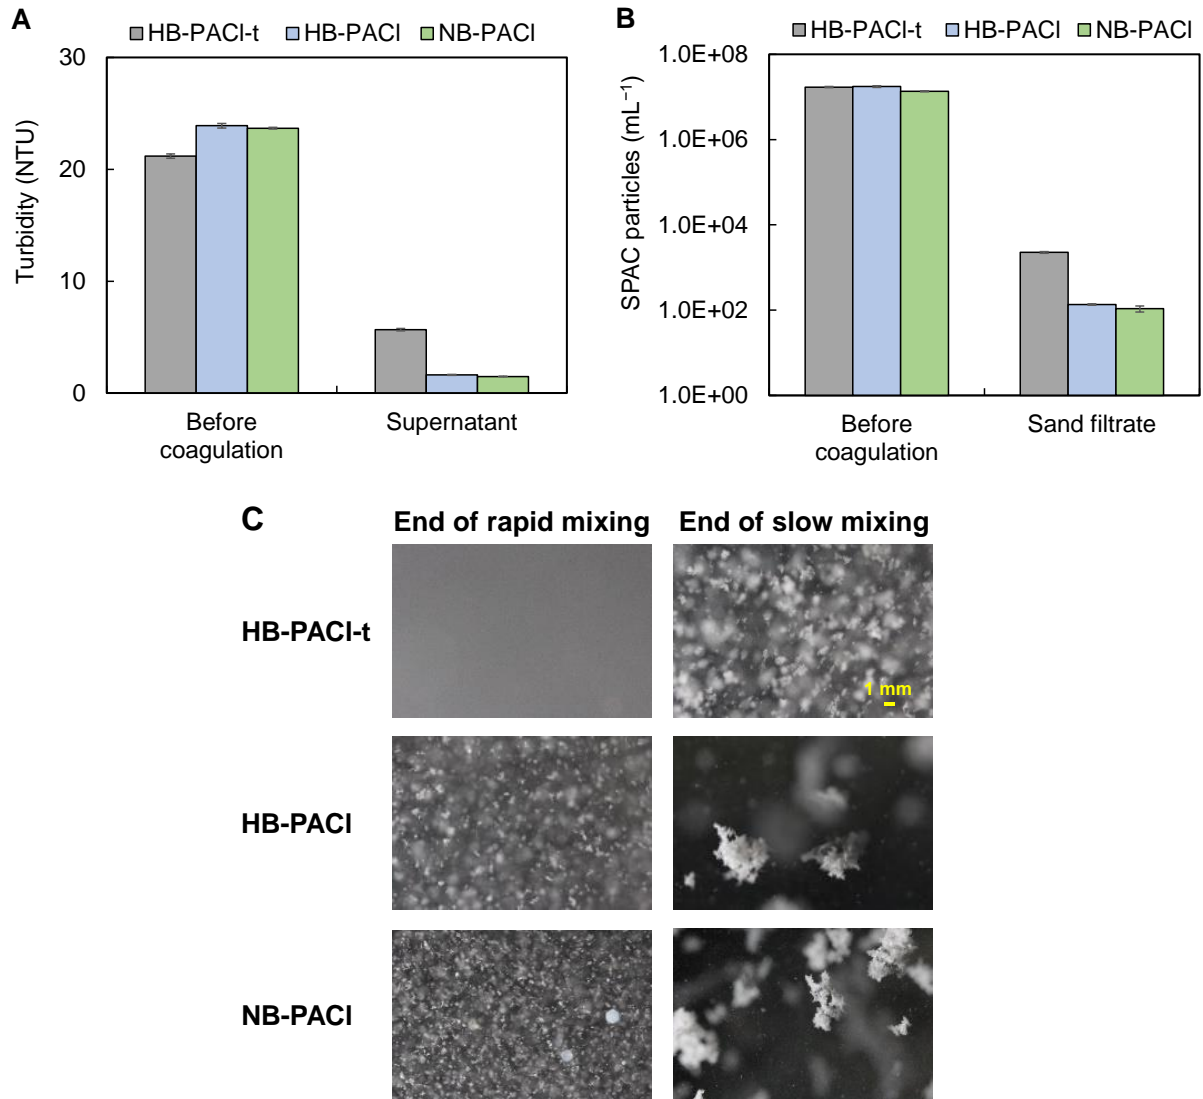 A
HB-PACl-t HB-PACl NB-PACl
Turbidity (NTU)
30
20
10
0
Before
coagulation
Supernatant
B
HB-PACl-t HB-PACl NB-PACl
SPAC particles (mL−1)
1.0E+08
1.0E+06
1.0E+04
1.0E+02
1.0E+00
Before
coagulation
Sand filtrate
C
End of rapid mixing End of slow mixing
HB-PACl-t
1 mm
HB-PACl
NB-PACl